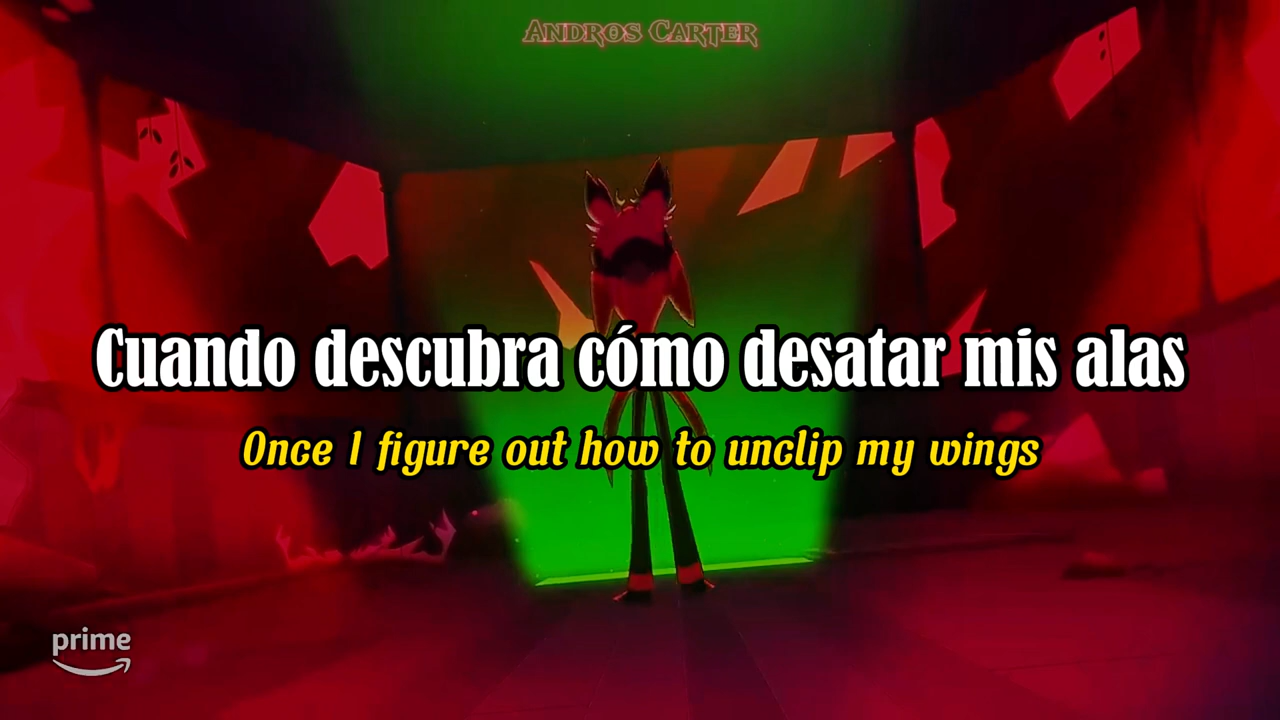 Andros Carter
Cuando descubra cómo desatar mis alas
Once I figure out how to unclip my wings
prime